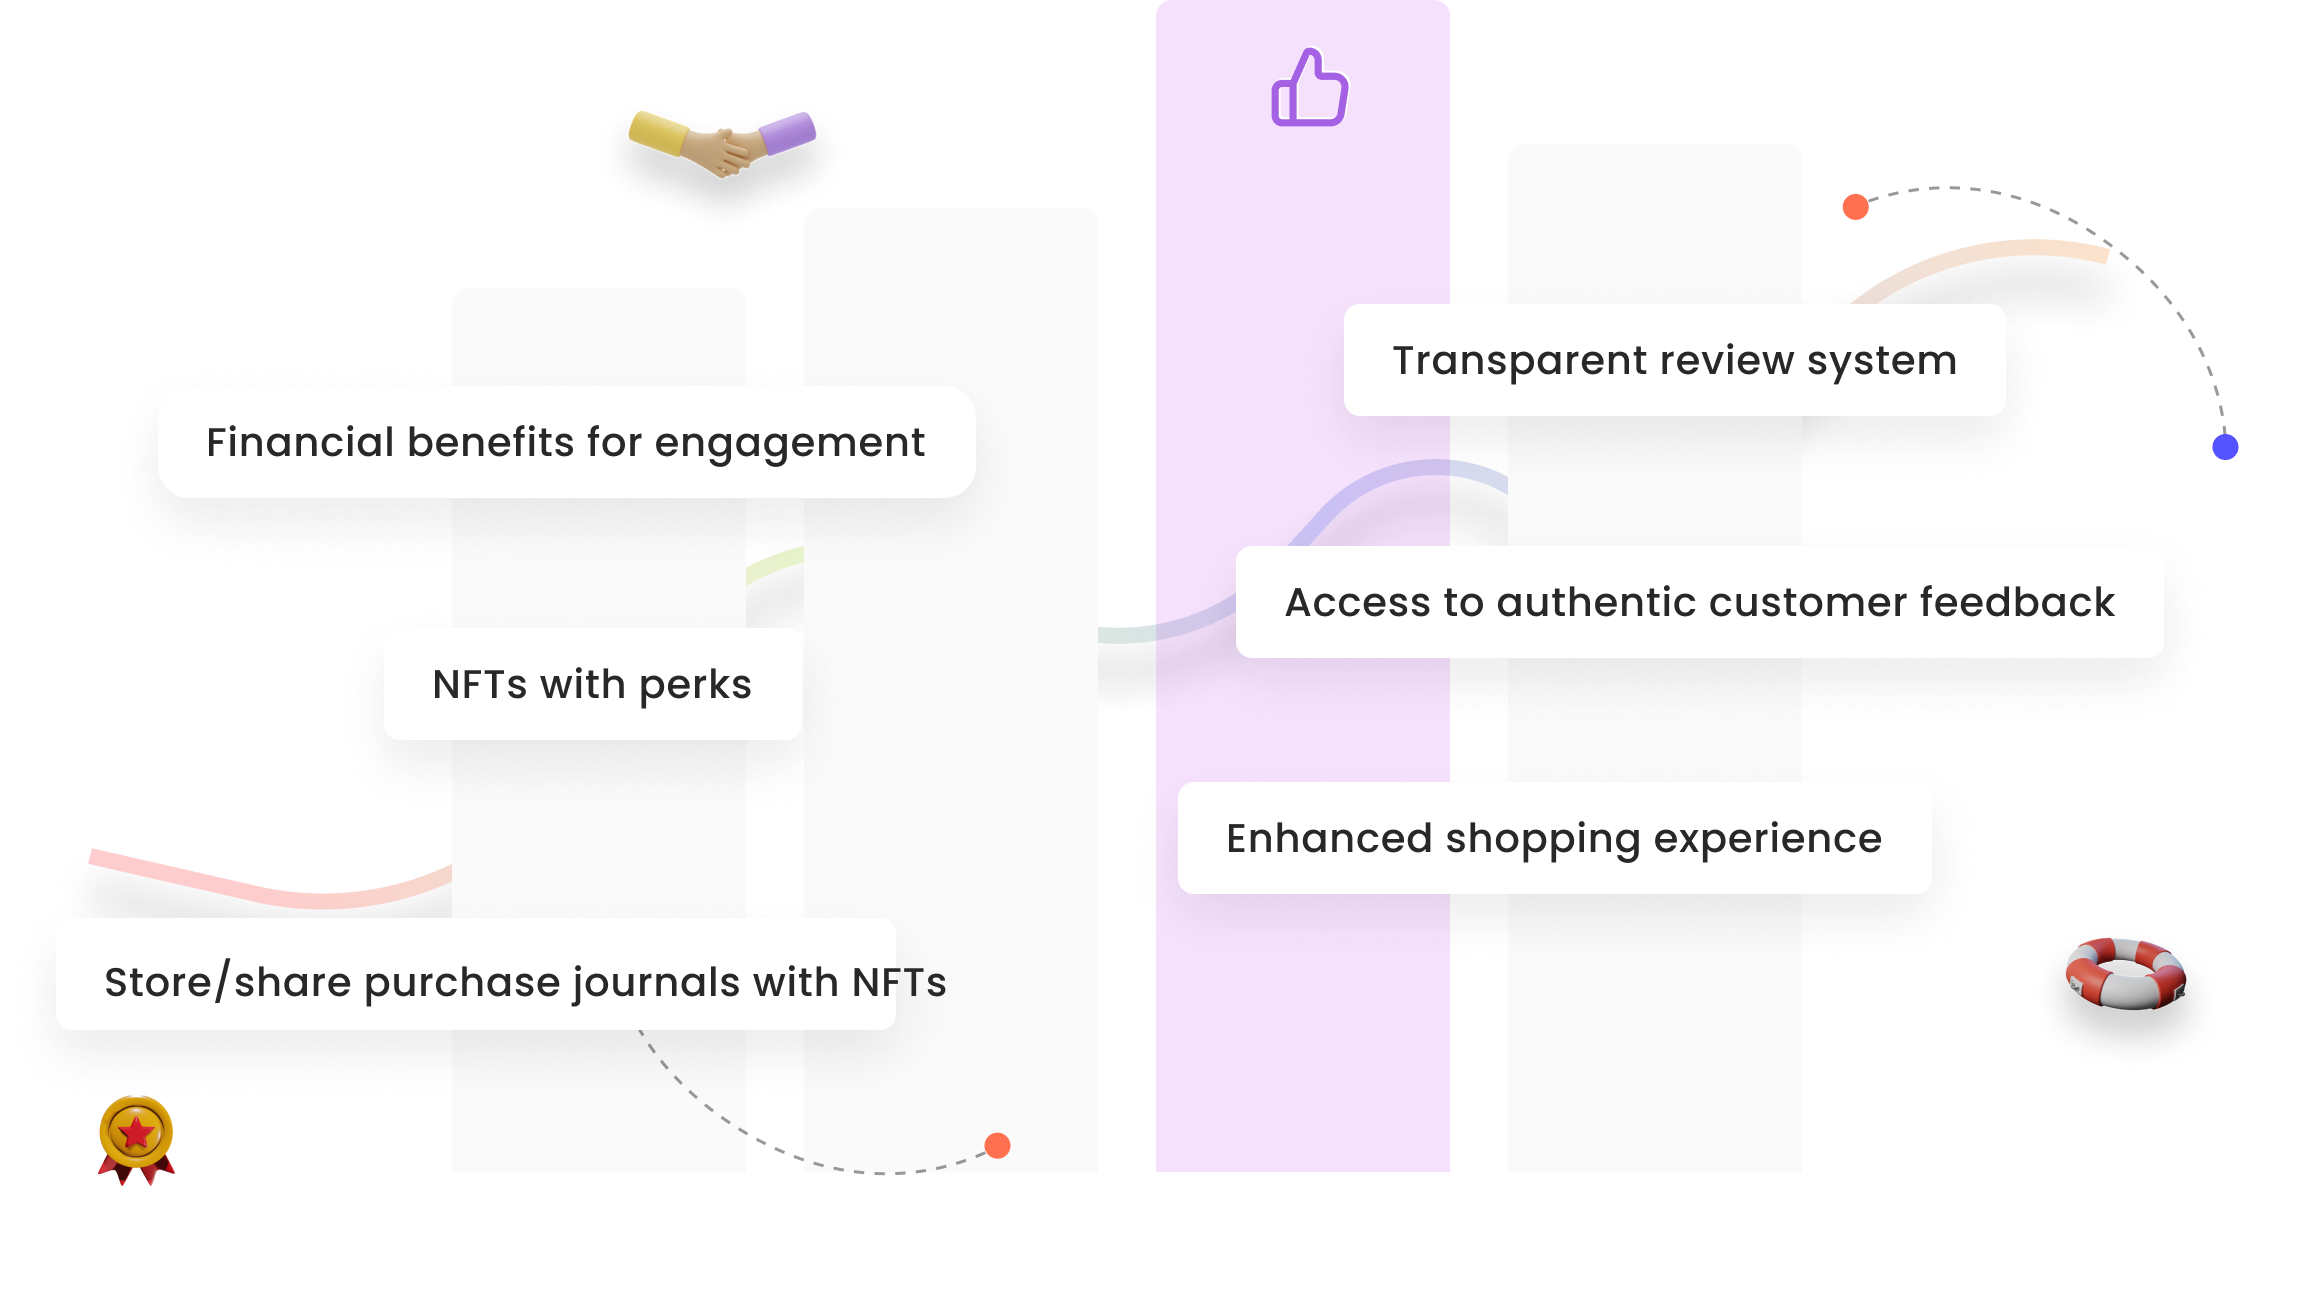 Financial benefits for engagement
NFTs with perks
Store/share purchase journals with NFTs
Transparent review system
Access to authentic customer feedback
Enhanced shopping experience